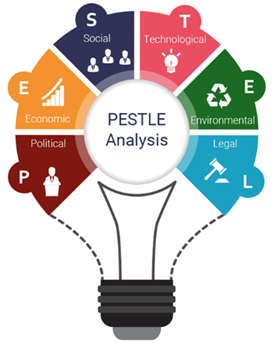 P
Political
E
Economic
S
Social
T
Technological
E
Environmental
L
Legal
PESTLE
Analysis